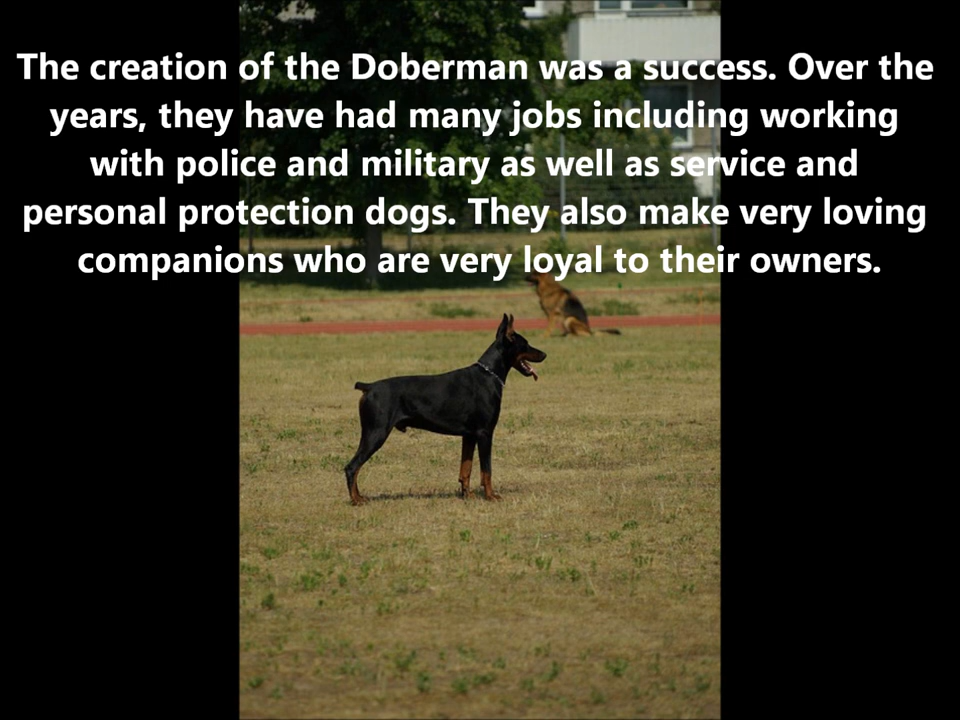 The creation of the Doberman was a success. Over the
years, they have had many jobs including working
with police and military as well as service and
personal protection dogs. They also make very loving
companions who are very loyal to their owners.